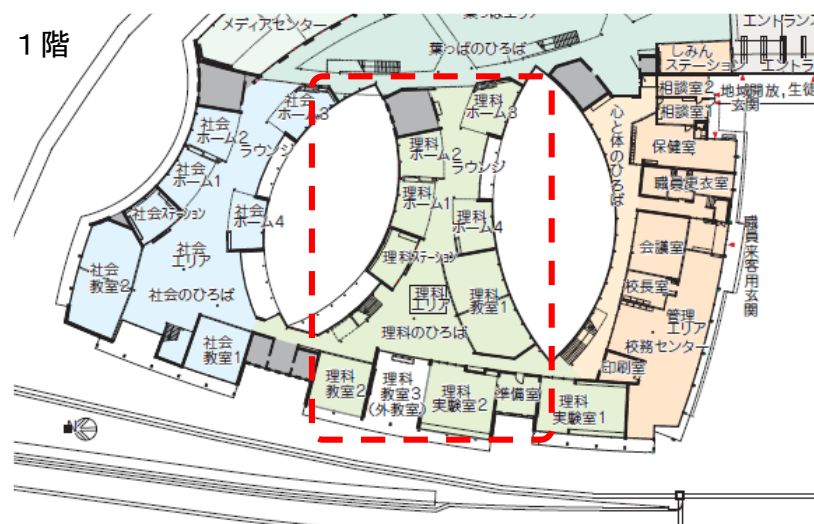 1階
メディアセンター
葉っぱエリア
葉っぱのひろば
エントランス
しみん
ステーション
エントラ
相談室2
相談室1
地域開放，生徒
玄関
保健室
職員更衣室
心と体のひろば
会議室
校長室
管理
エリア
校務センター
印刷室
職員来客用玄関
社会
ホーム3
社会
ホーム2
ラウンジ
社会
ホーム1
社会ステーション
社会
ホーム4
社会
エリア
社会
教室2
社会のひろば
社会
教室1
理科
ホーム3
理科
ホーム2
ラウンジ
理科
ホーム1
理科
ホーム4
理科ステーション
理科
エリア
理科
教室1
理科のひろば
理科
教室2
理科
教室3
(外教室)
理科
実験室2
準備室
理科
実験室1